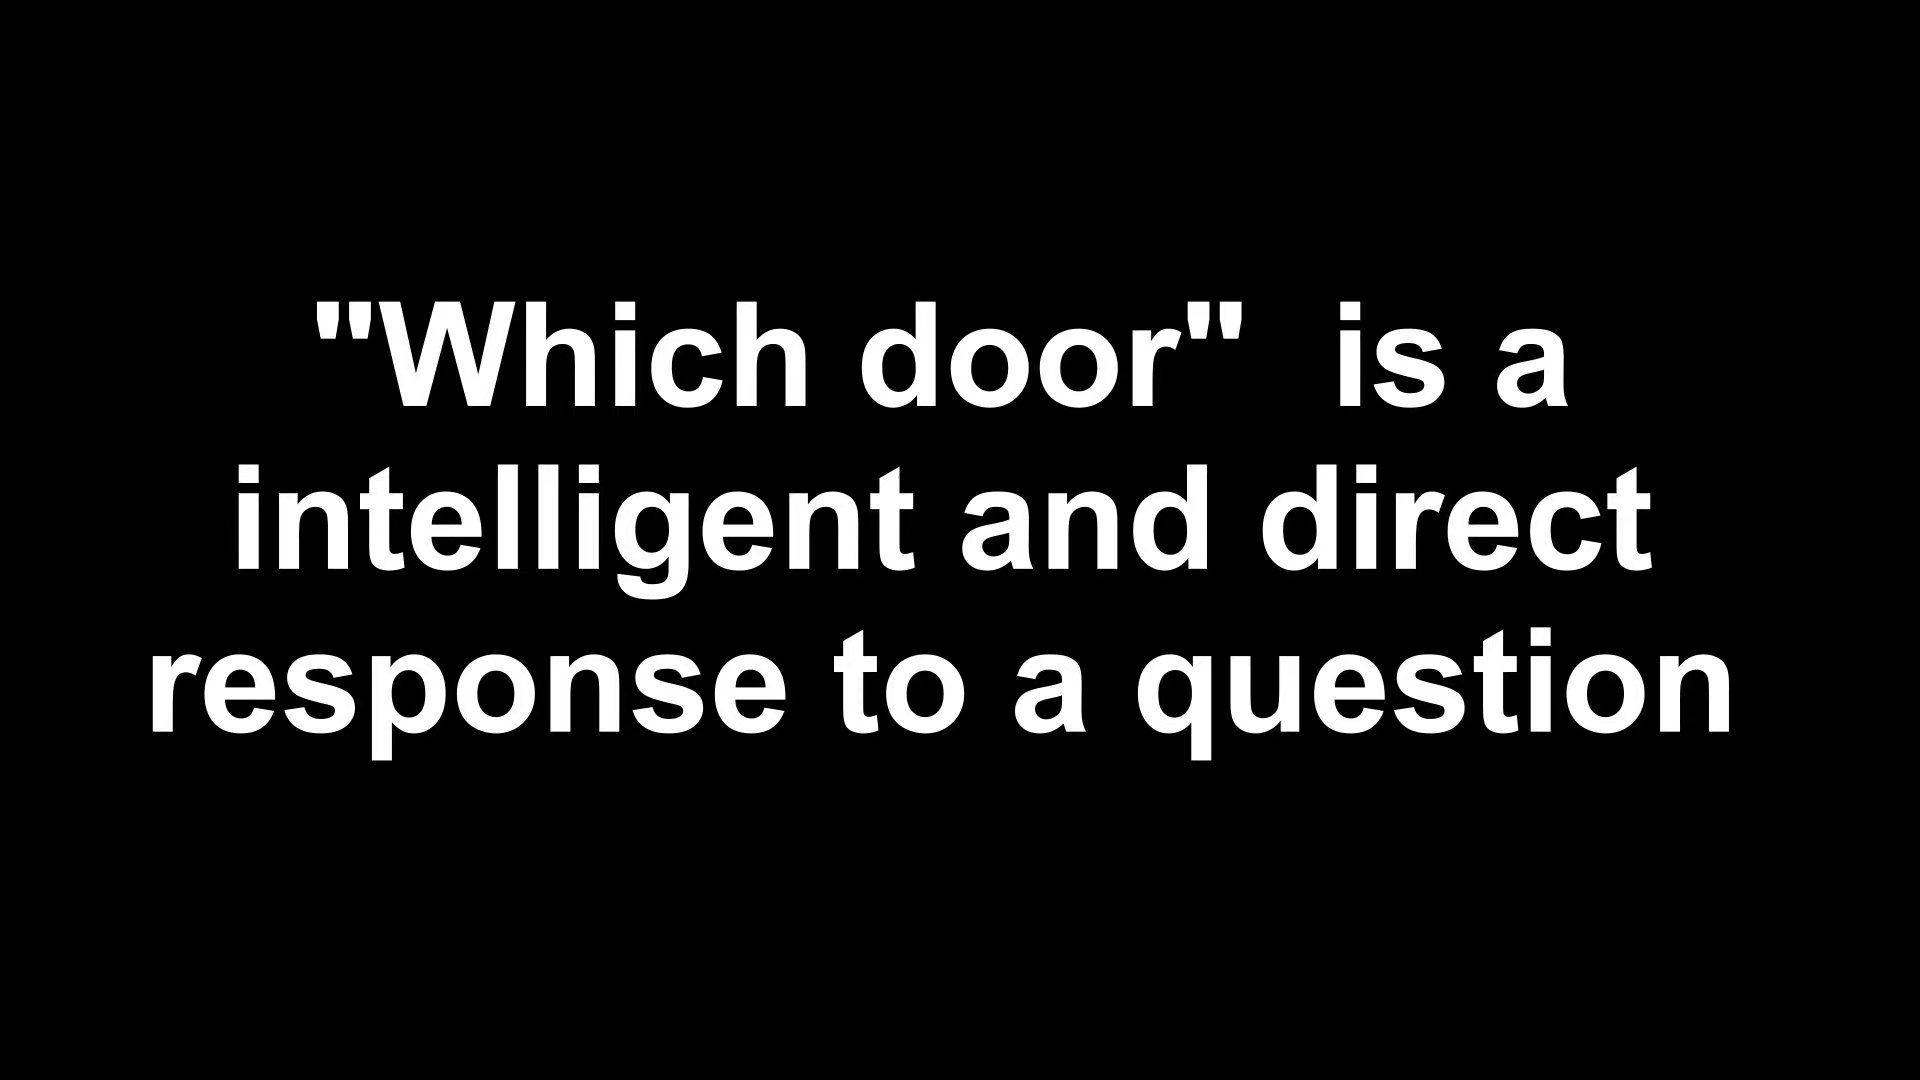 "Which door"  is a
intelligent and direct
response to a question